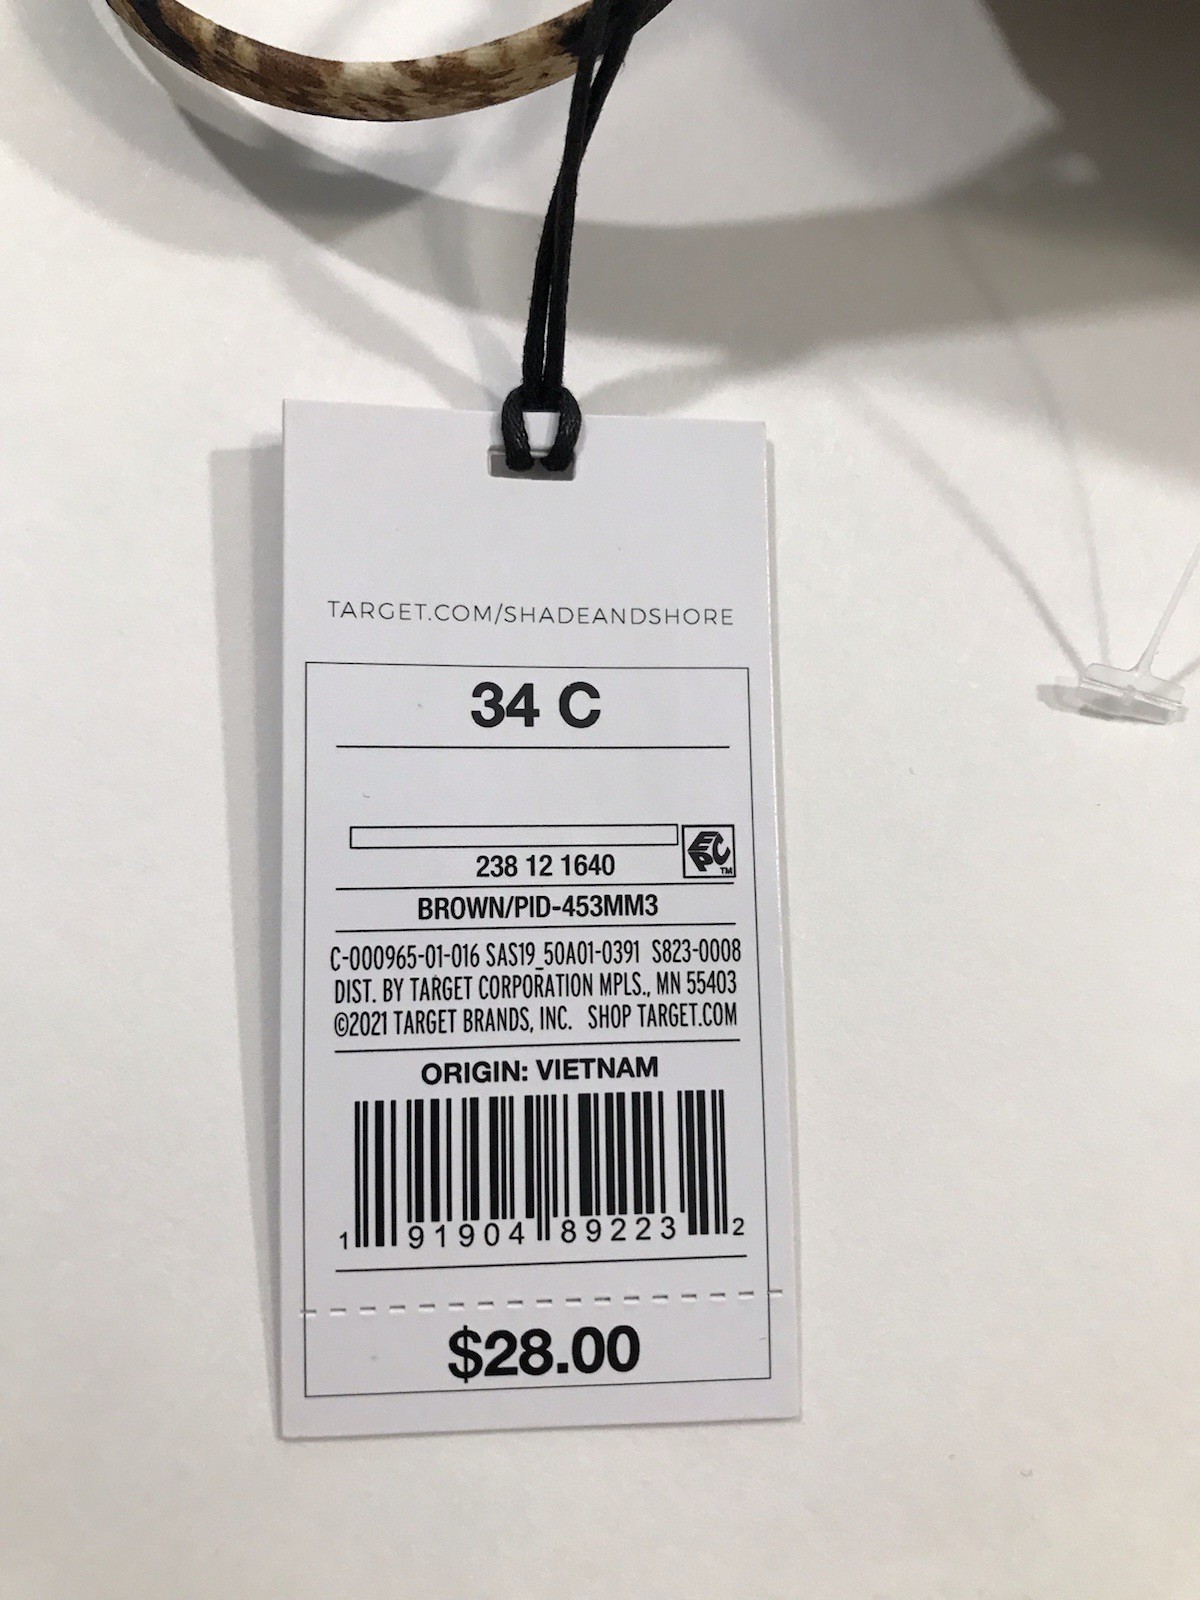 TARGET.COM/SHADEANDSHORE
34 C
EPC TM
238 12 1640
BROWN/PID-453MM3
C-000965-01-016 SAS19_50A01-0391 S823-0008
DIST. BY TARGET CORPORATION MPLS., MN 55403
©2021 TARGET BRANDS, INC. SHOP TARGET.COM
ORIGIN: VIETNAM
1 91904 89223 2
$28.00